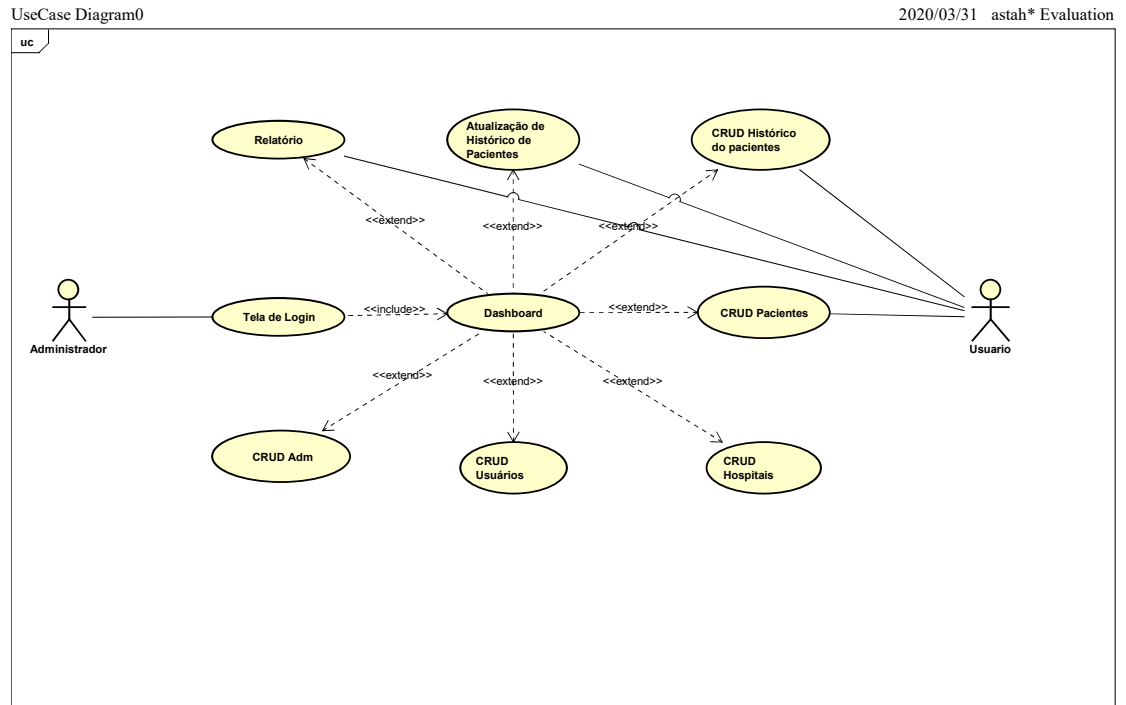 UseCase Diagram0
2020/03/31 astah* Evaluation
uc
Relatório
Atualização de
Histórico de
Pacientes
CRUD Histórico
do pacientes
<<extend>>
<<extend>>
<<extend>>
Administrador
Tela de Login
<<include>>
Dashboard
<<extend>>
CRUD Pacientes
Usuario
<<extend>>
<<extend>>
<<extend>>
CRUD Adm
CRUD
Usuários
CRUD
Hospitais